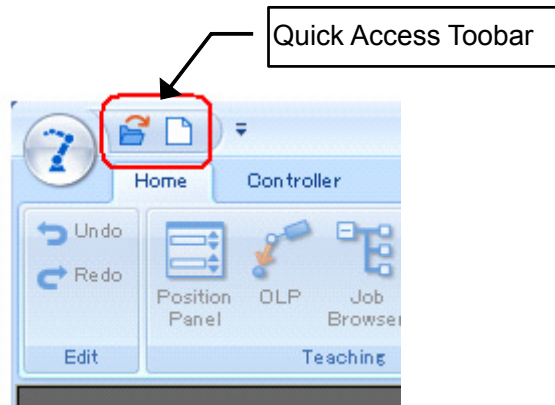 Quick Access Toobar
Home
Controller
Undo
Redo
Position
Panel
OLP
Job
Browser
Edit
Teaching